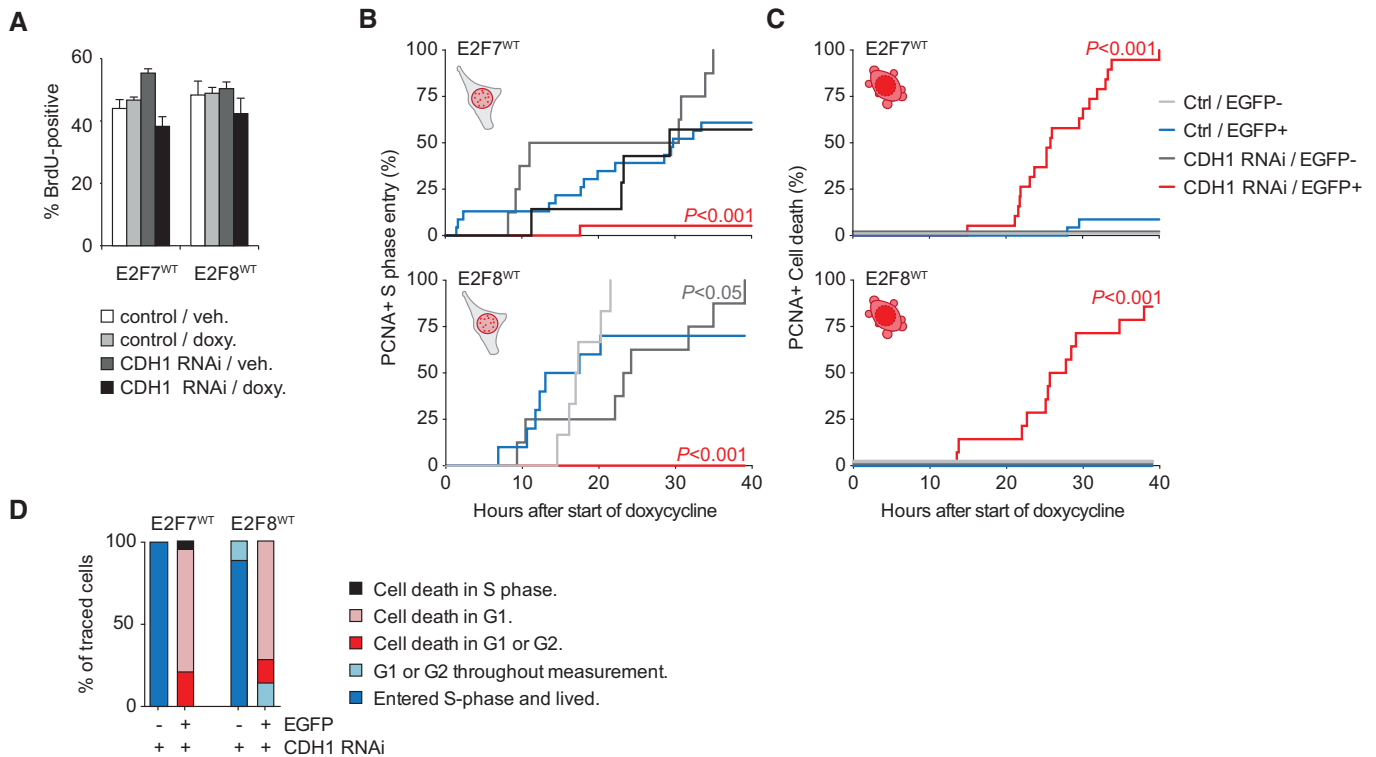 A
60
40
20
0
% BrdU-positive
E2F7WT E2F8WT
control / veh.
control / doxy.
CDH1 RNAi / veh.
CDH1 RNAi / doxy.
B
E2F7WT
100
75
50
25
0
P<0.001
PCNA+ S phase entry (%)
E2F8WT
100
75
50
25
0
P<0.05
P<0.001
0 10 20 30 40
Hours after start of doxycycline
C
E2F7WT
100
75
50
25
0
P<0.001
PCNA+ Cell death (%)
E2F8WT
100
75
50
25
0
P<0.001
0 10 20 30 40
Hours after start of doxycycline
Ctrl / EGFP-
Ctrl / EGFP+
CDH1 RNAi / EGFP-
CDH1 RNAi / EGFP+
D
E2F7WT E2F8WT
100
50
0
% of traced cells
- + - + EGFP
+ + + + CDH1 RNAi
Cell death in S phase.
Cell death in G1.
Cell death in G1 or G2.
G1 or G2 throughout measurement.
Entered S-phase and lived.